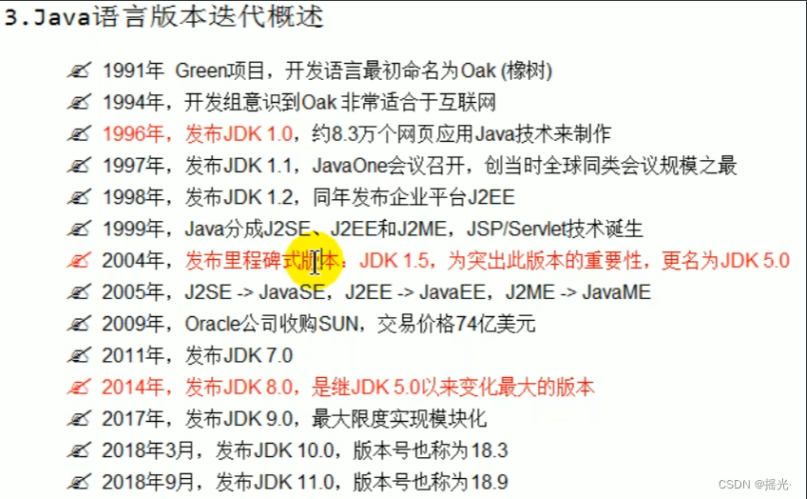 3.Java语言版本迭代概述
1991年 Green项目，开发语言最初命名为Oak (橡树)
1994年，开发组意识到Oak 非常适合于互联网
1996年，发布JDK 1.0，约8.3万个网页应用Java技术来制作
1997年，发布JDK 1.1，JavaOne会议召开，创当时全球同类会议规模之最
1998年，发布JDK 1.2，同年发布企业平台J2EE
1999年，Java分成J2SE、J2EE和J2ME，JSP/Servlet技术诞生
2004年，发布里程碑式版本：JDK 1.5，为突出此版本的重要性，更名为JDK 5.0
2005年，J2SE -> JavaSE，J2EE -> JavaEE，J2ME -> JavaME
2009年，Oracle公司收购SUN，交易价格74亿美元
2011年，发布JDK 7.0
2014年，发布JDK 8.0，是继JDK 5.0以来变化最大的版本
2017年，发布JDK 9.0，最大限度实现模块化
2018年3月，发布JDK 10.0，版本号也称为18.3
2018年9月，发布JDK 11.0，版本号也称为18.9
CSDN @摇光·